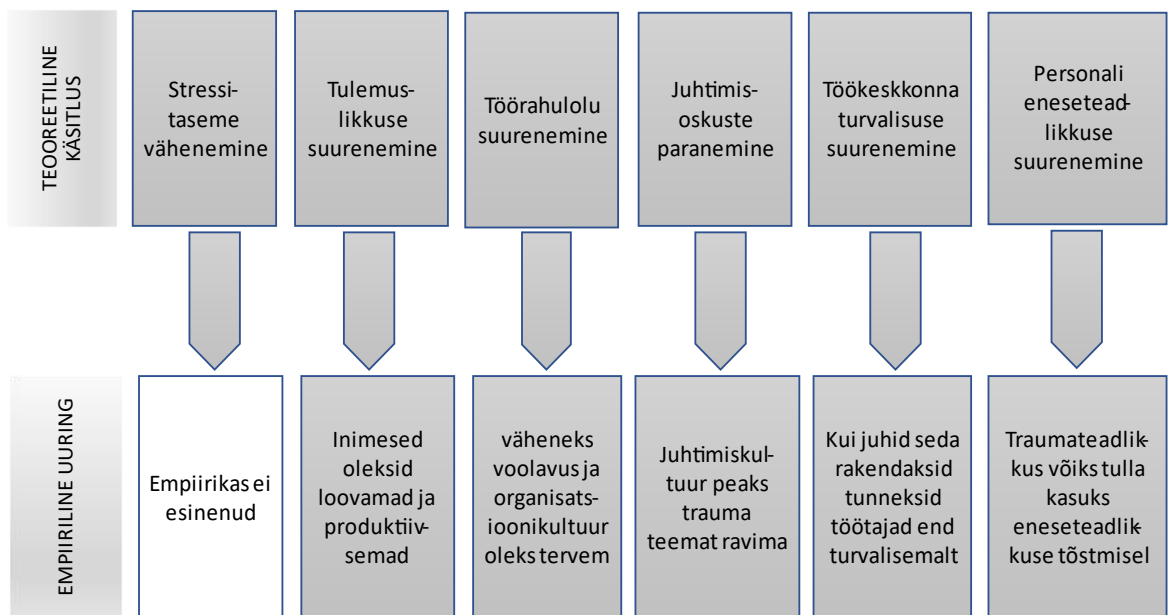 TEOOREETILINE
KÄSITLUS
Stressi-
taseme
vähenemine
Tulemus-
likkuse
suurenemine
Töörahulolu
suurenemine
Juhtimis-
oskuste
paranemine
Töökeskkonna
turvalisuse
suurenemine
Personali
enesetead-
likkuse
suurenemine
EMPIIRILINE UURING
Empiirikas ei
esinenud
Inimesed
oleksid
loovamad ja
produktiiv-
semad
väheneks
voolavus ja
organisats-
ioonikultuur
oleks tervem
Juhtimiskul-
tuur peaks
trauma
teemat ravima
Kui juhid seda
rakendaksid
tunneksid
töötajad end
turvalisemalt
Traumateadlik-
kus võiks tulla
kasuks
eneseteadlik-
kuse tõstmisel